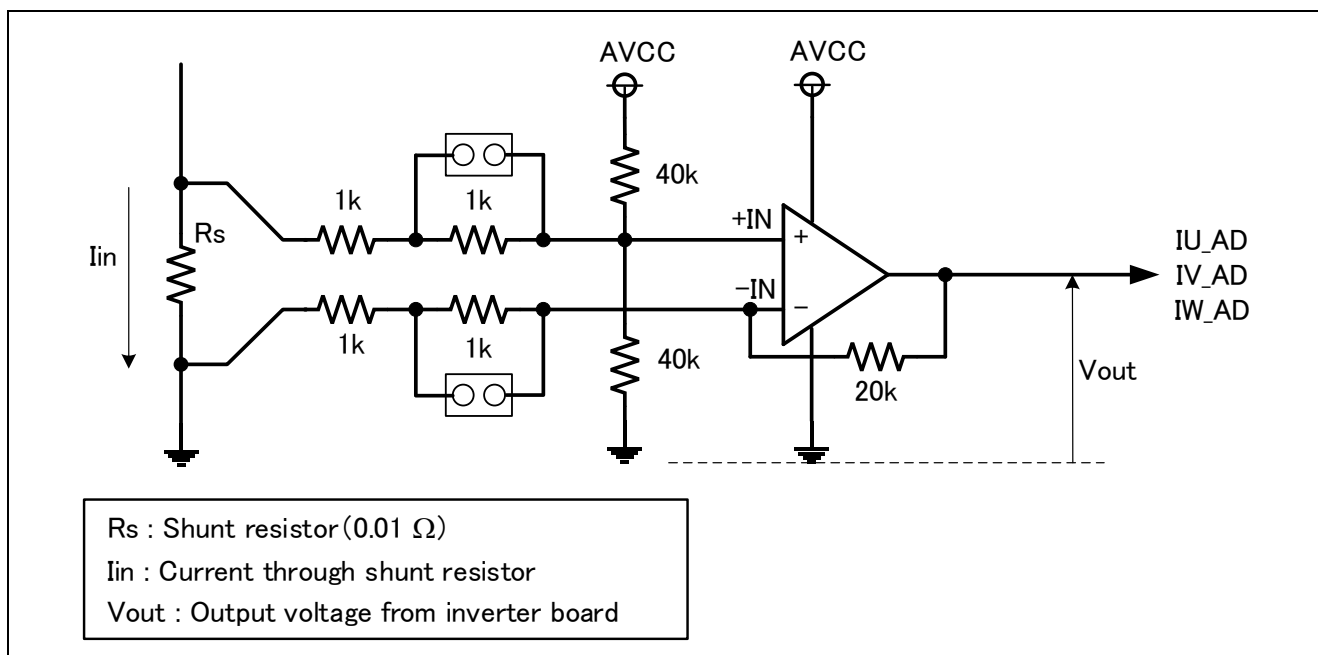 AVCC
AVCC
40k
1k
1k
+IN
+
Rs
IU_AD
Iin
IV_AD
−IN
−
IW_AD
1k
1k
40k
20k
Vout
Rs : Shunt resistor(0.01 Ω)
Iin : Current through shunt resistor
Vout : Output voltage from inverter board